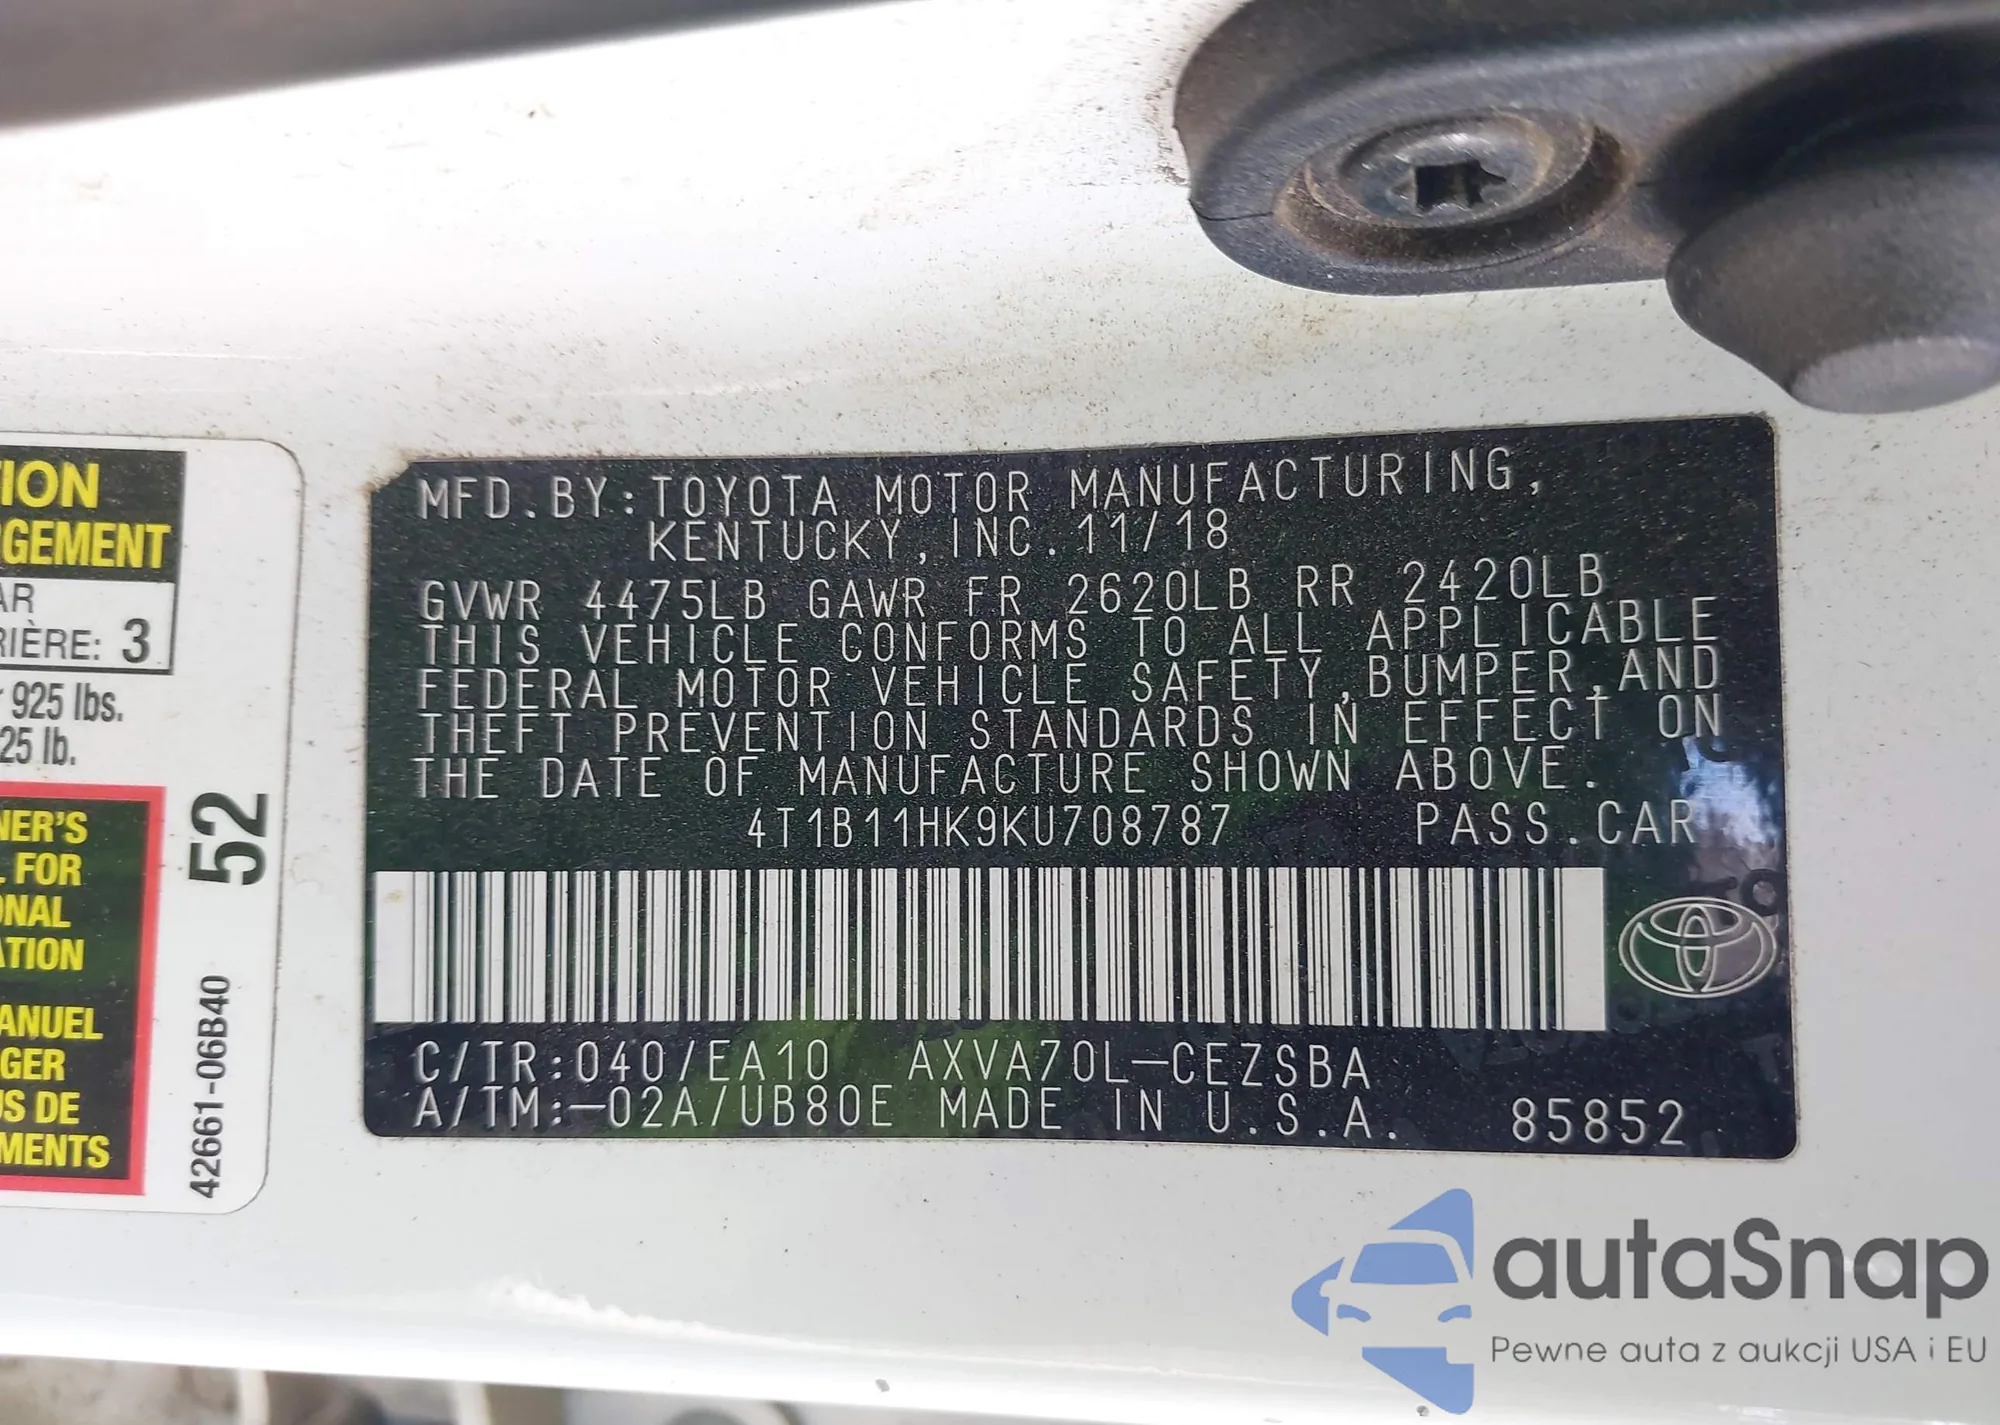 TION
RGEMENT
AR
RIÈRE: 3
r 925 lbs.
25 lb.
NER'S
L FOR
ONAL
ATION
ANUEL
GER
US DE
MENTS
52
42661-06B40
MFD.BY:TOYOTA MOTOR MANUFACTURING,
KENTUCKY,INC.11/18
GVWR 4475LB GAWR FR 2620LB RR 2420LB
THIS VEHICLE CONFORMS TO ALL APPLICABLE
FEDERAL MOTOR VEHICLE SAFETY,BUMPER,AND
THEFT PREVENTION STANDARDS IN EFFECT ON
THE DATE OF MANUFACTURE SHOWN ABOVE.
4T1B11HK9KU708787 PASS.CAR
C/TR:040/EA10 AXVA70L-CEZSBA
A/TM:-02A/UB80E MADE IN U.S.A. 85852
autaSnap
Pewne auta z aukcji USA i EU